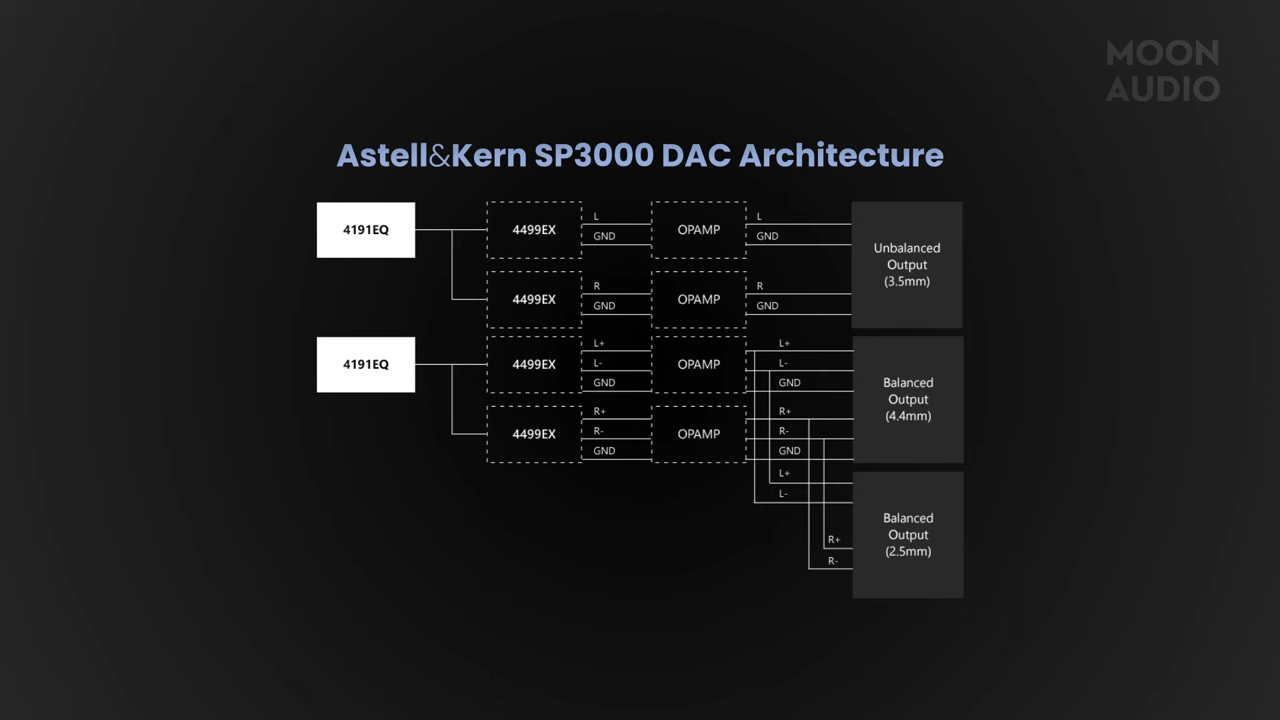 MOON
AUDIO
Astell&Kern SP3000 DAC Architecture
4191EQ
4499EX
L
GND
OPAMP
L
GND
4499EX
R
GND
OPAMP
R
GND
Unbalanced
Output
(3.5mm)
4191EQ
4499EX
L+
L-
GND
OPAMP
L+
L-
GND
4499EX
R+
R-
GND
OPAMP
R+
R-
GND
Balanced
Output
(4.4mm)
L+
L-
R+
R-
Balanced
Output
(2.5mm)